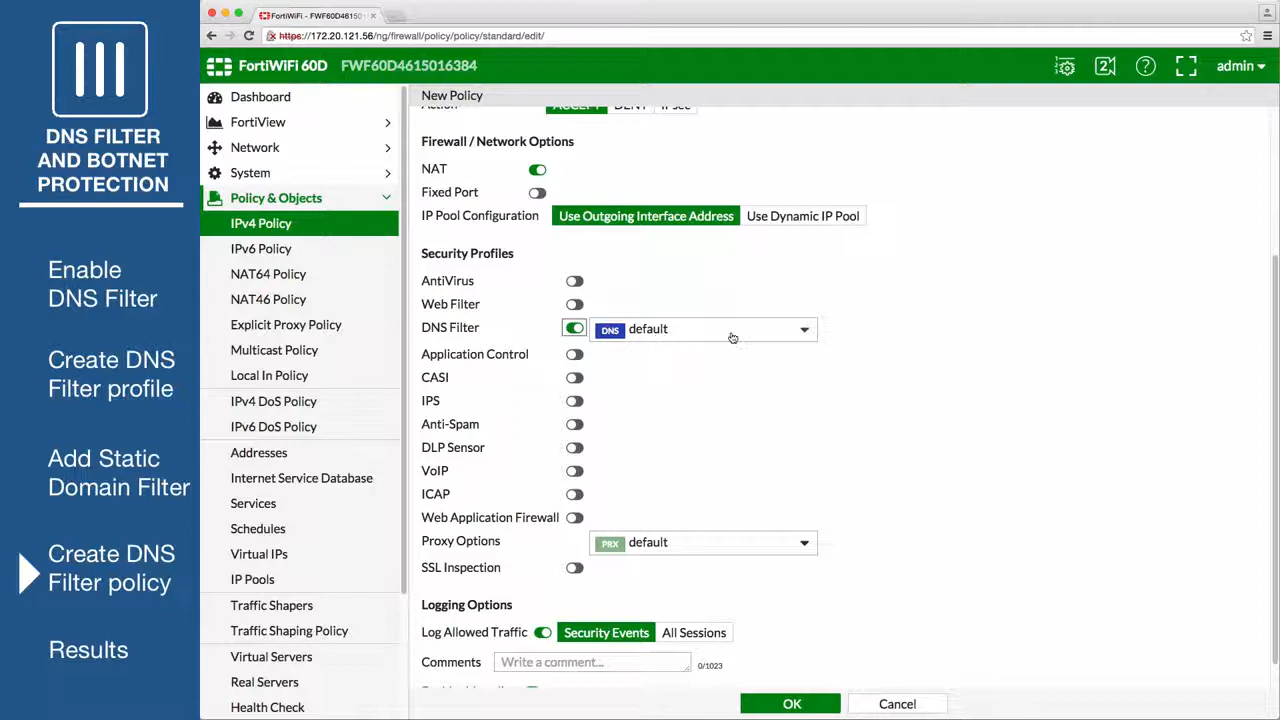 DNS FILTER
AND BOTNET
PROTECTION
Enable
DNS Filter
Create DNS
Filter profile
Add Static
Domain Filter
Create DNS
Filter policy
Results
FortiWiFi - FWF60D46150
https://172.20.121.56/ng/firewall/policy/policy/standard/edit/
FortiWiFi 60D FWF60D4615016384
admin
Dashboard
FortiView
Network
System
Policy & Objects
IPv4 Policy
IPv6 Policy
NAT64 Policy
NAT46 Policy
Explicit Proxy Policy
Multicast Policy
Local In Policy
IPv4 DoS Policy
IPv6 DoS Policy
Addresses
Internet Service Database
Services
Schedules
Virtual IPs
IP Pools
Traffic Shapers
Traffic Shaping Policy
Virtual Servers
Real Servers
Health Check
New Policy
Action ACCEPT DENY IPsec
Firewall / Network Options
NAT
Fixed Port
IP Pool Configuration Use Outgoing Interface Address Use Dynamic IP Pool
Security Profiles
AntiVirus
Web Filter
DNS Filter DNS default
Application Control
CASI
IPS
Anti-Spam
DLP Sensor
VoIP
ICAP
Web Application Firewall
Proxy Options PRX default
SSL Inspection
Logging Options
Log Allowed Traffic Security Events All Sessions
Comments Write a comment... 0/1023
OK Cancel